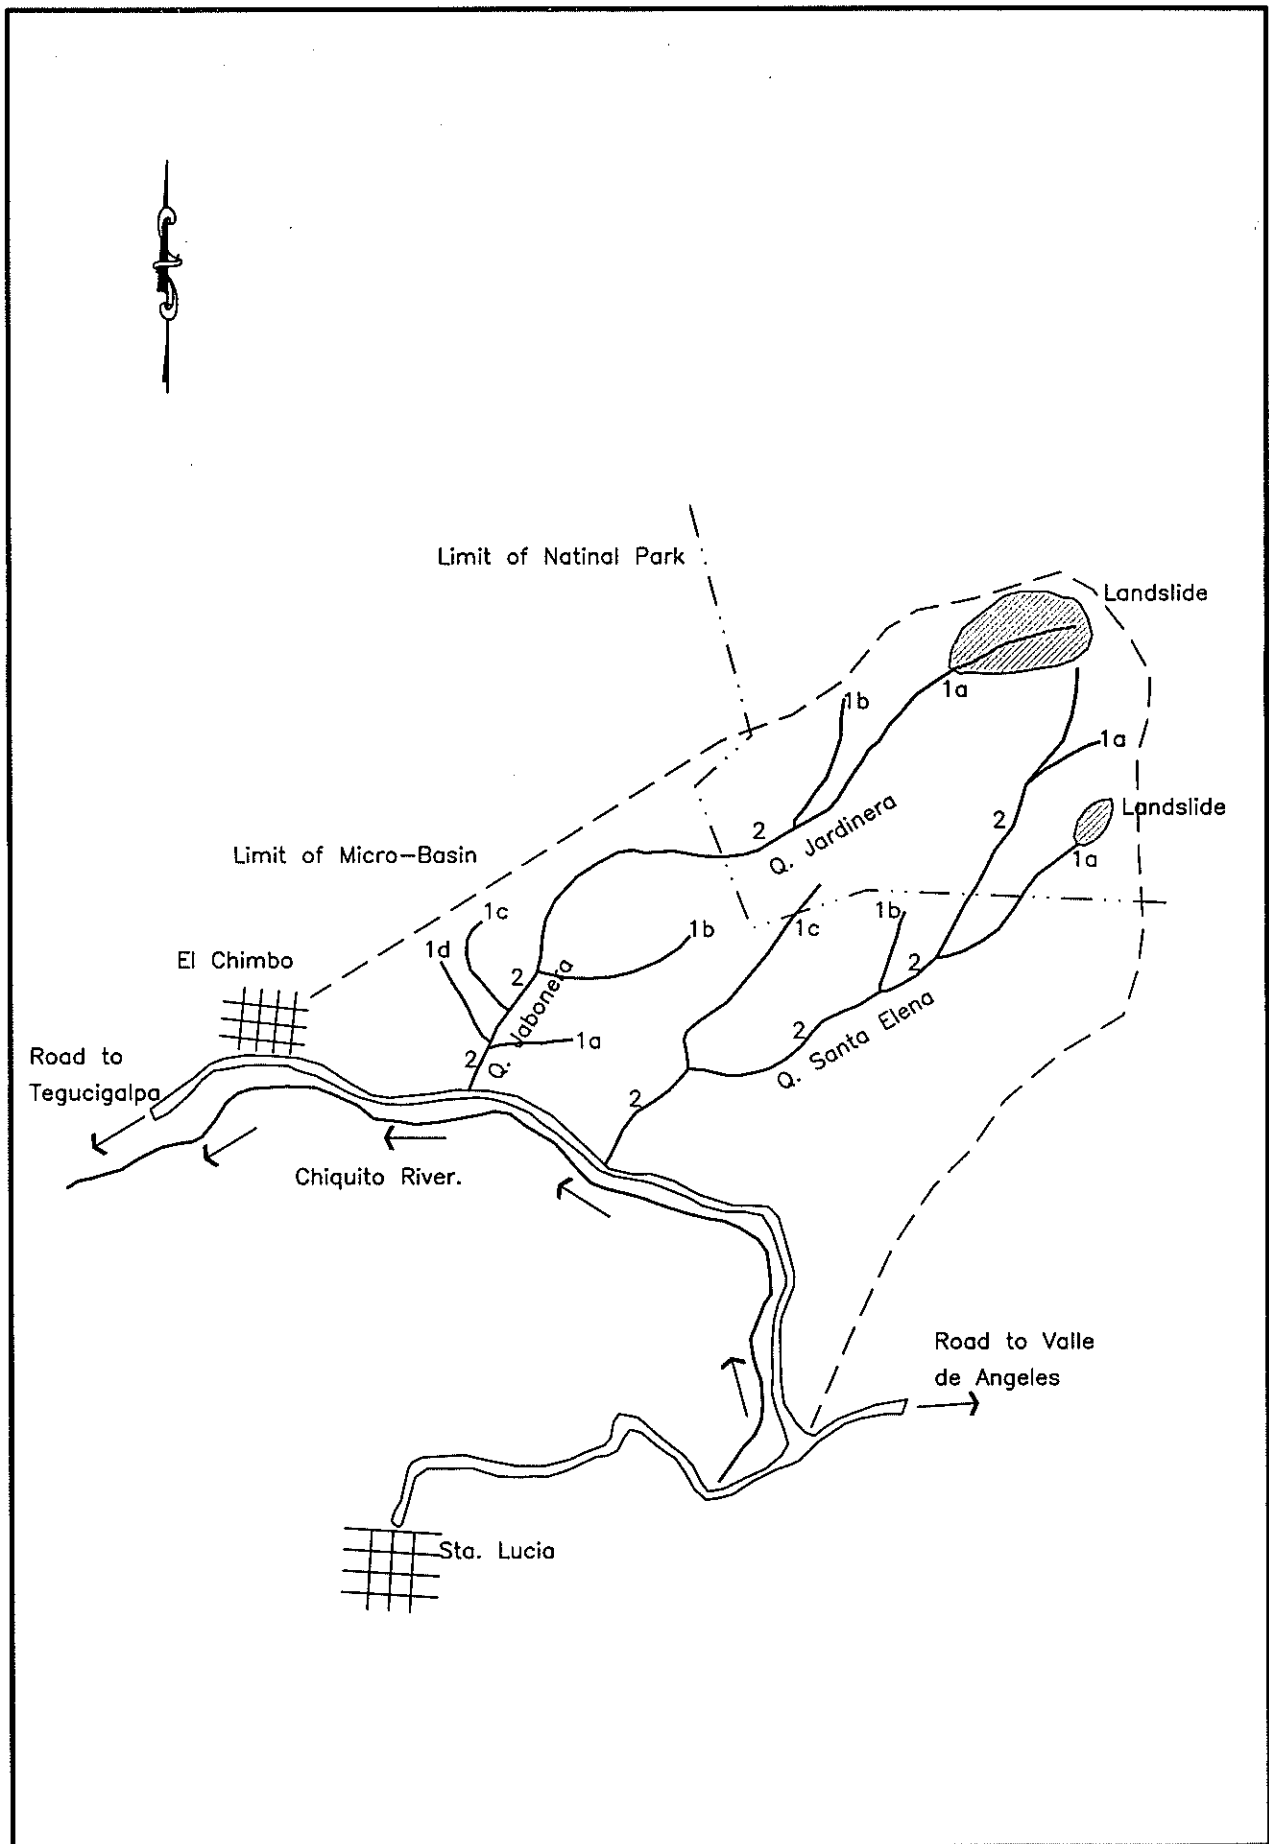 Limit of Natinal Park
Landslide
1a
1b
1a
Landslide
2
2
Q. Jardinera
1a
Limit of Micro-Basin
1c
1b
1c
1b
1d
El Chimbo
2
2
Q. Jabonera
Q. Santa Elena
2
1a
2
2
Road to
Tegucigalpa
Chiquito River.
Road to Valle
de Angeles
Sta. Lucia